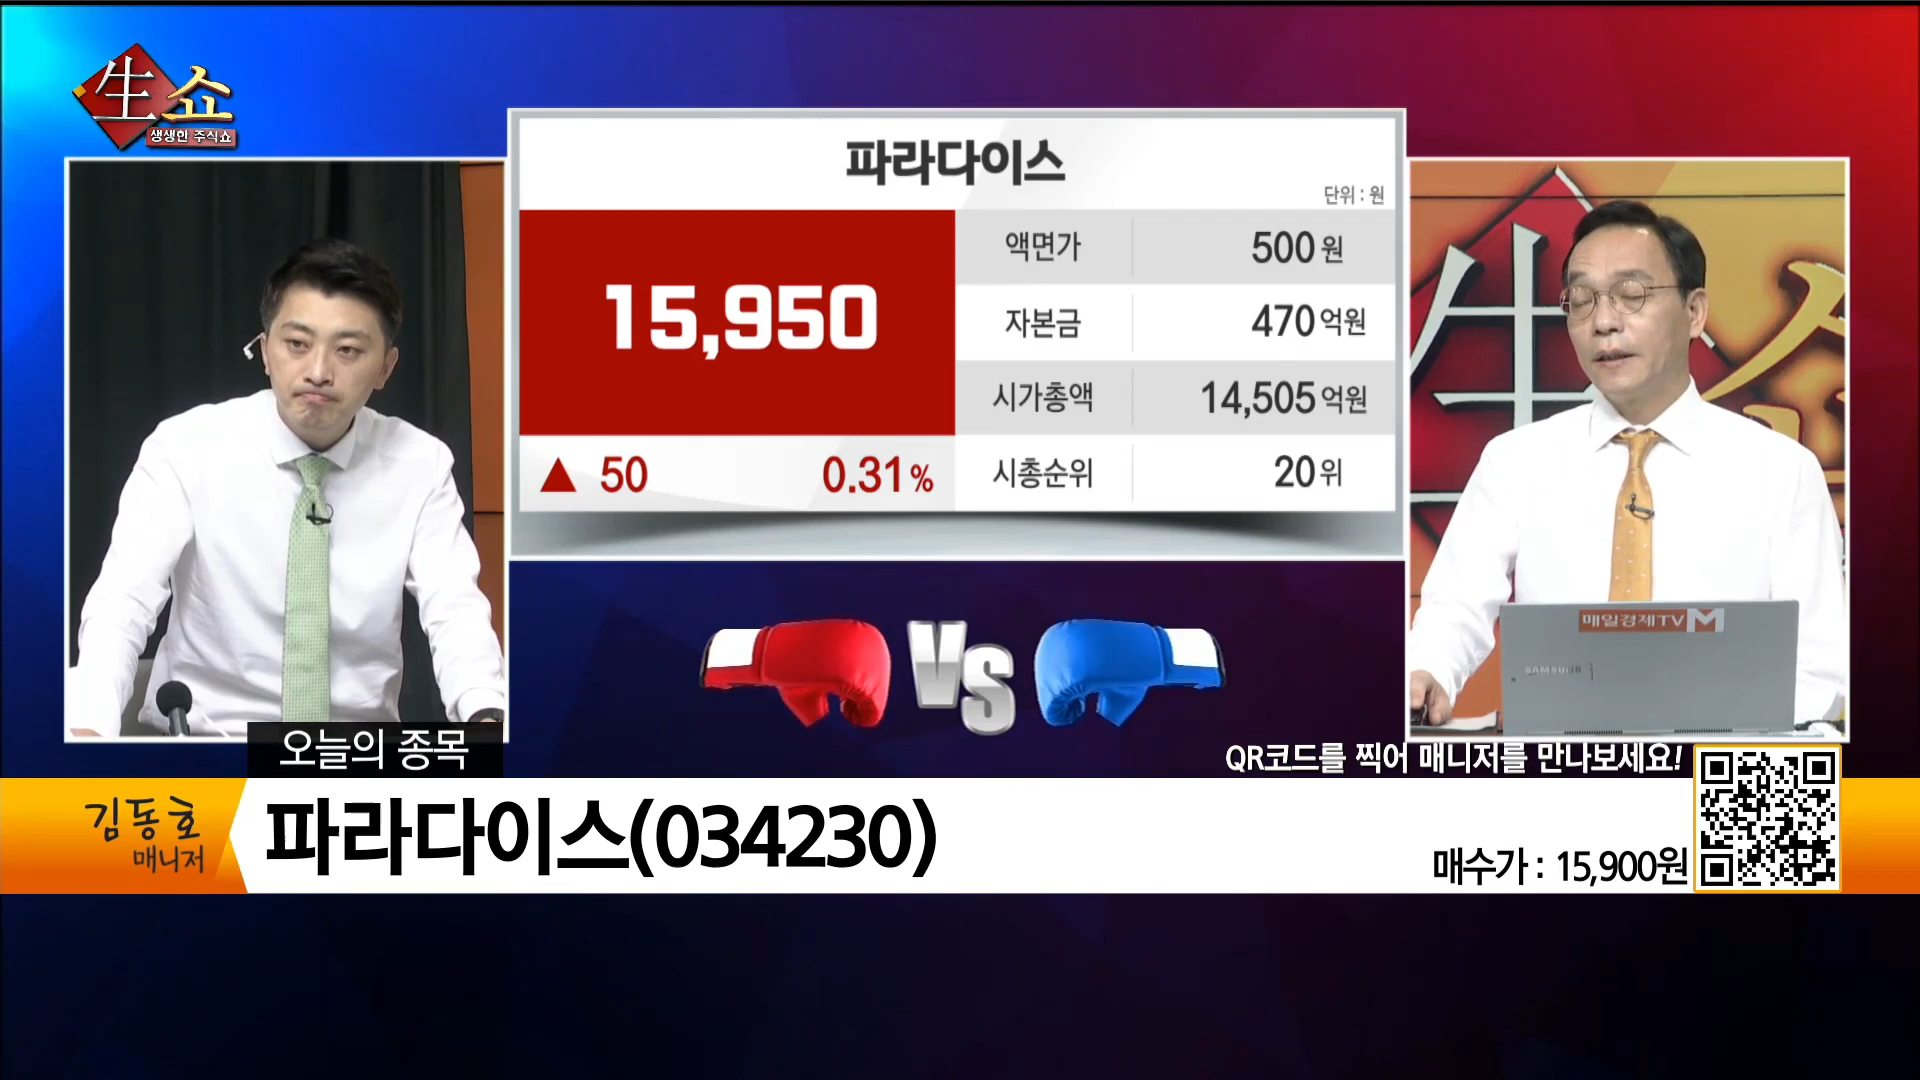 生쇼
생생한 주식쇼
파라다이스
단위 : 원
15,950
▲ 50 0.31%
액면가 500 원
자본금 470 억원
시가총액 14,505 억원
시총순위 20 위
生쇼
매일경제TV M
SAMSUNG
VS
오늘의 종목
QR코드를 찍어 매니저를 만나보세요!
김동호
매니저
파라다이스(034230)
매수가 : 15,900원